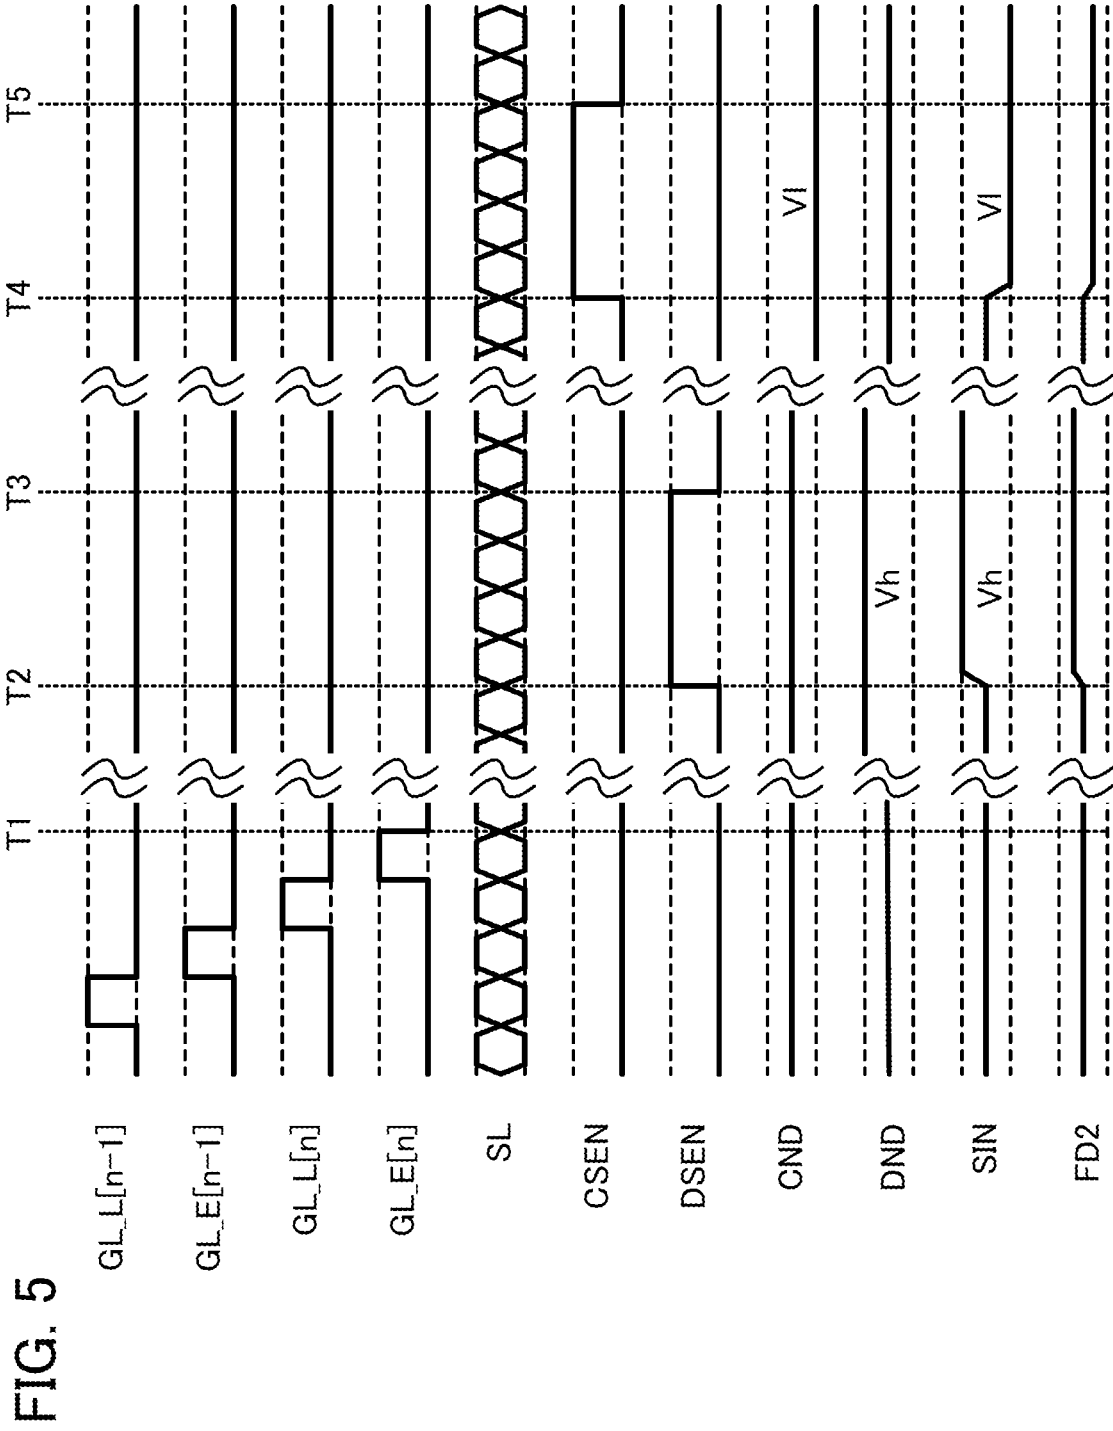 FIG. 5
T1 T2 T3 T4 T5
GL_L[n-1]
GL_E[n-1]
GL_L[n]
GL_E[n]
SL
CSEN
DSEN
CND Vl
DND Vh
SIN Vh Vl
FD2